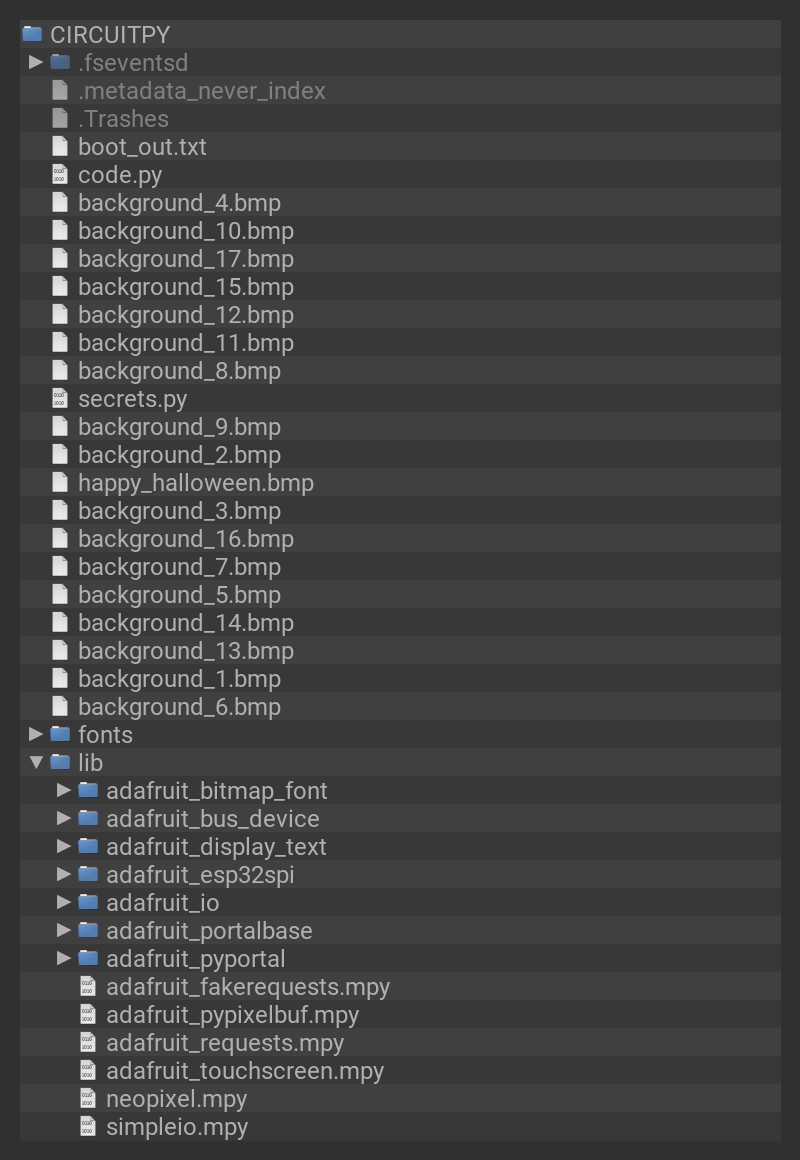 CIRCUITPY
.fseventsd
.metadata_never_index
.Trashes
boot_out.txt
code.py
background_4.bmp
background_10.bmp
background_17.bmp
background_15.bmp
background_12.bmp
background_11.bmp
background_8.bmp
secrets.py
background_9.bmp
background_2.bmp
happy_halloween.bmp
background_3.bmp
background_16.bmp
background_7.bmp
background_5.bmp
background_14.bmp
background_13.bmp
background_1.bmp
background_6.bmp
fonts
lib
adafruit_bitmap_font
adafruit_bus_device
adafruit_display_text
adafruit_esp32spi
adafruit_io
adafruit_portalbase
adafruit_pyportal
adafruit_fakerequests.mpy
adafruit_pypixelbuf.mpy
adafruit_requests.mpy
adafruit_touchscreen.mpy
neopixel.mpy
simpleio.mpy